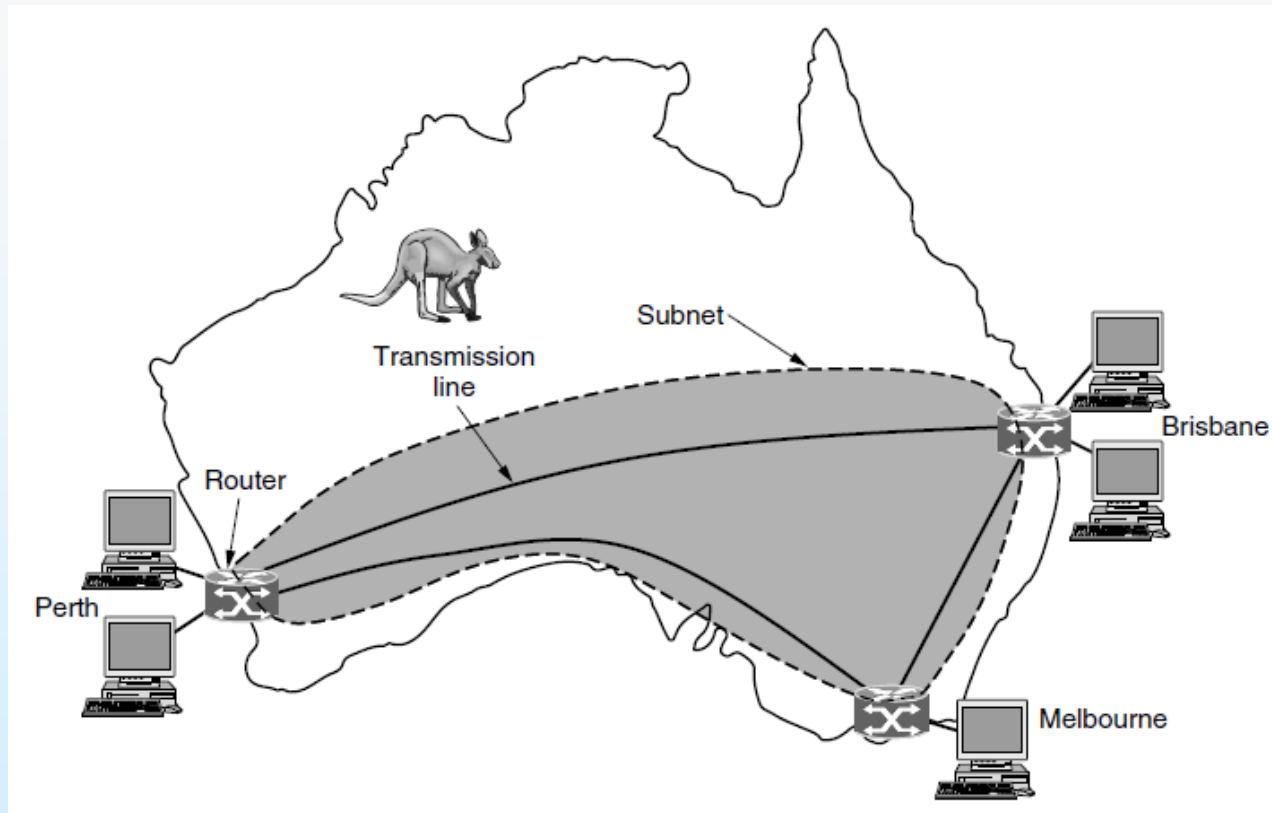 Subnet
Transmission
line
Brisbane
Router
Perth
Melbourne